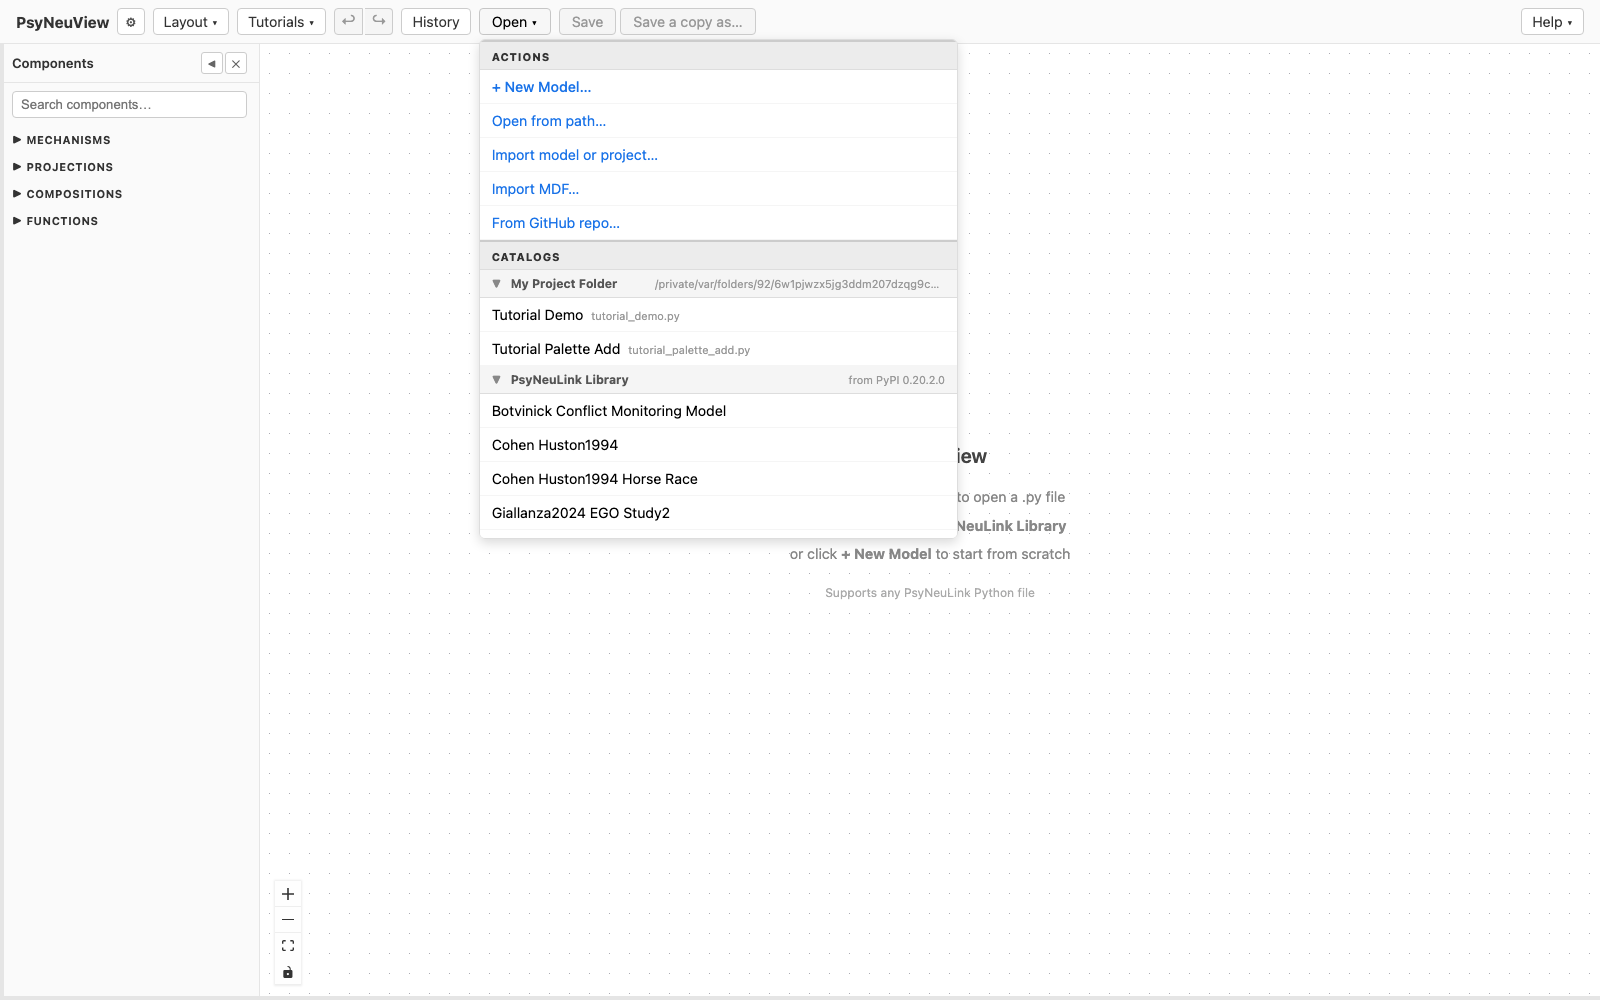 PsyNeuView
Layout
Tutorials
History
Open
Save
Save a copy as...
Help
Components
Search components...
MECHANISMS
PROJECTIONS
COMPOSITIONS
FUNCTIONS
ACTIONS
+ New Model...
Open from path...
Import model or project...
Import MDF...
From GitHub repo...
CATALOGS
My Project Folder /private/var/folders/92/6w1pjwzx5jg3ddm207dzqg9c...
Tutorial Demo tutorial_demo.py
Tutorial Palette Add tutorial_palette_add.py
PsyNeuLink Library from PyPI 0.20.2.0
Botvinick Conflict Monitoring Model
Cohen Huston1994
Cohen Huston1994 Horse Race
Giallanza2024 EGO Study2
iew
to open a .py file
NeuLink Library
or click + New Model to start from scratch
Supports any PsyNeuLink Python file